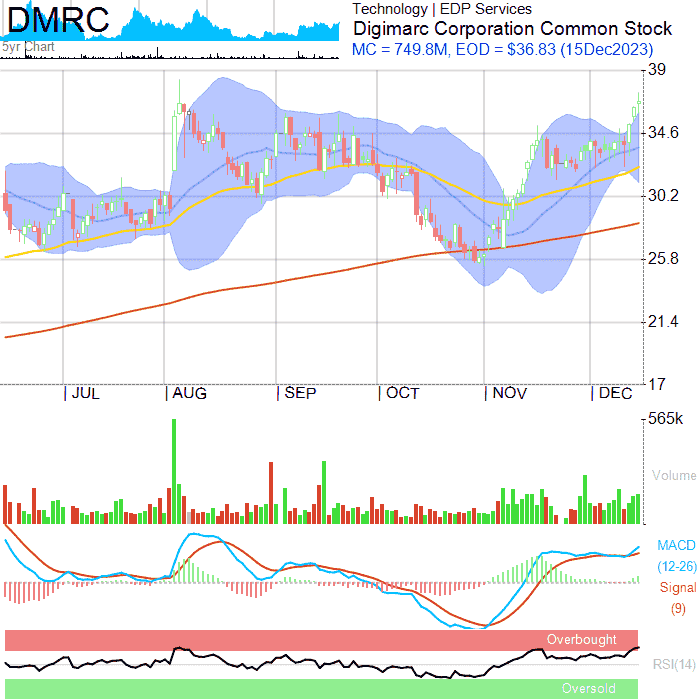 DMRC
5yr Chart
Technology | EDP Services
Digimarc Corporation Common Stock
MC = 749.8M, EOD = $36.83 (15Dec2023)
39
34.6
30.2
25.8
21.4
17
JUL
AUG
SEP
OCT
NOV
DEC
565k
Volume
MACD
(12-26)
Signal
(9)
Overbought
RSI(14)
Oversold